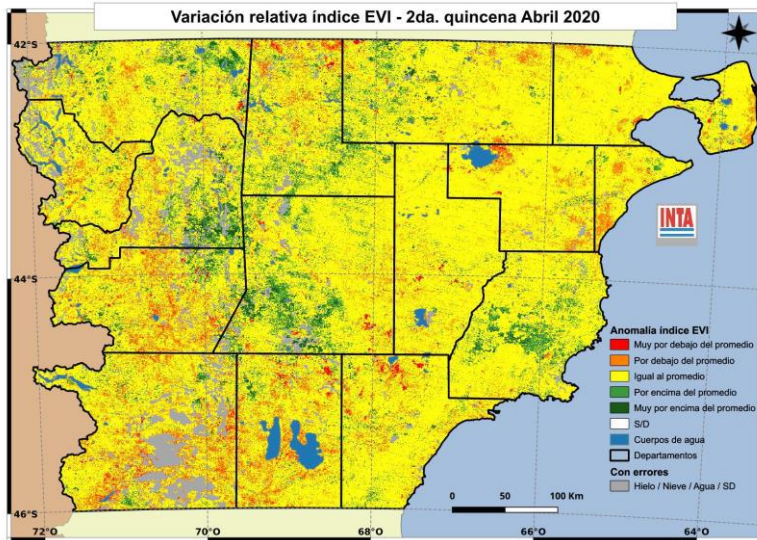 Variación relativa índice EVI - 2da. quincena Abril 2020
42°S
44°S
46°S
INTA
Anomalía índice EVI
Muy por debajo del promedio
Por debajo del promedio
Igual al promedio
Por encima del promedio
Muy por encima del promedio
S/D
Cuerpos de agua
Departamentos
Con errores
Hielo / Nieve / Agua / SD
0 50 100 Km
72°O 70°O 68°O 66°O 64°O